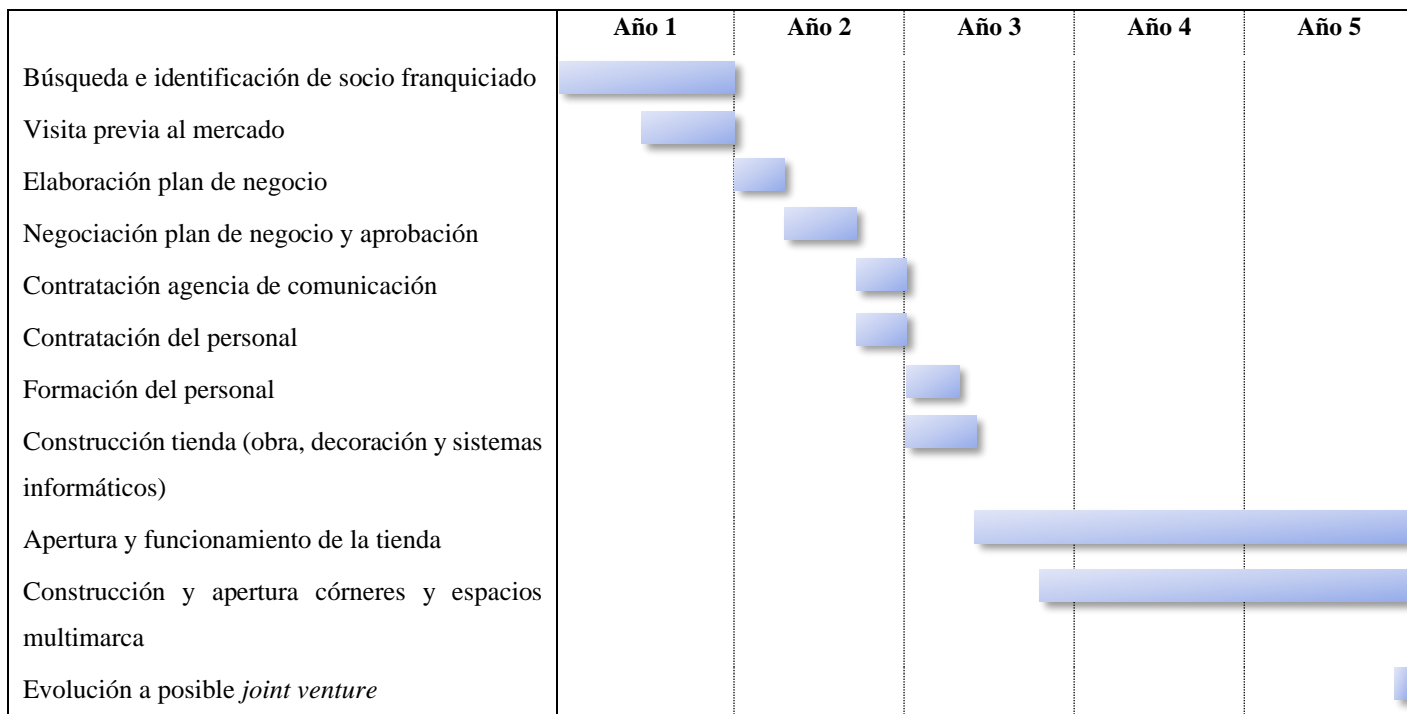 Año 1 Año 2 Año 3 Año 4 Año 5
Búsqueda e identificación de socio franquiciado
Visita previa al mercado
Elaboración plan de negocio
Negociación plan de negocio y aprobación
Contratación agencia de comunicación
Contratación del personal
Formación del personal
Construcción tienda (obra, decoración y sistemas
informáticos)
Apertura y funcionamiento de la tienda
Construcción y apertura córneres y espacios
multimarca
Evolución a posible joint venture